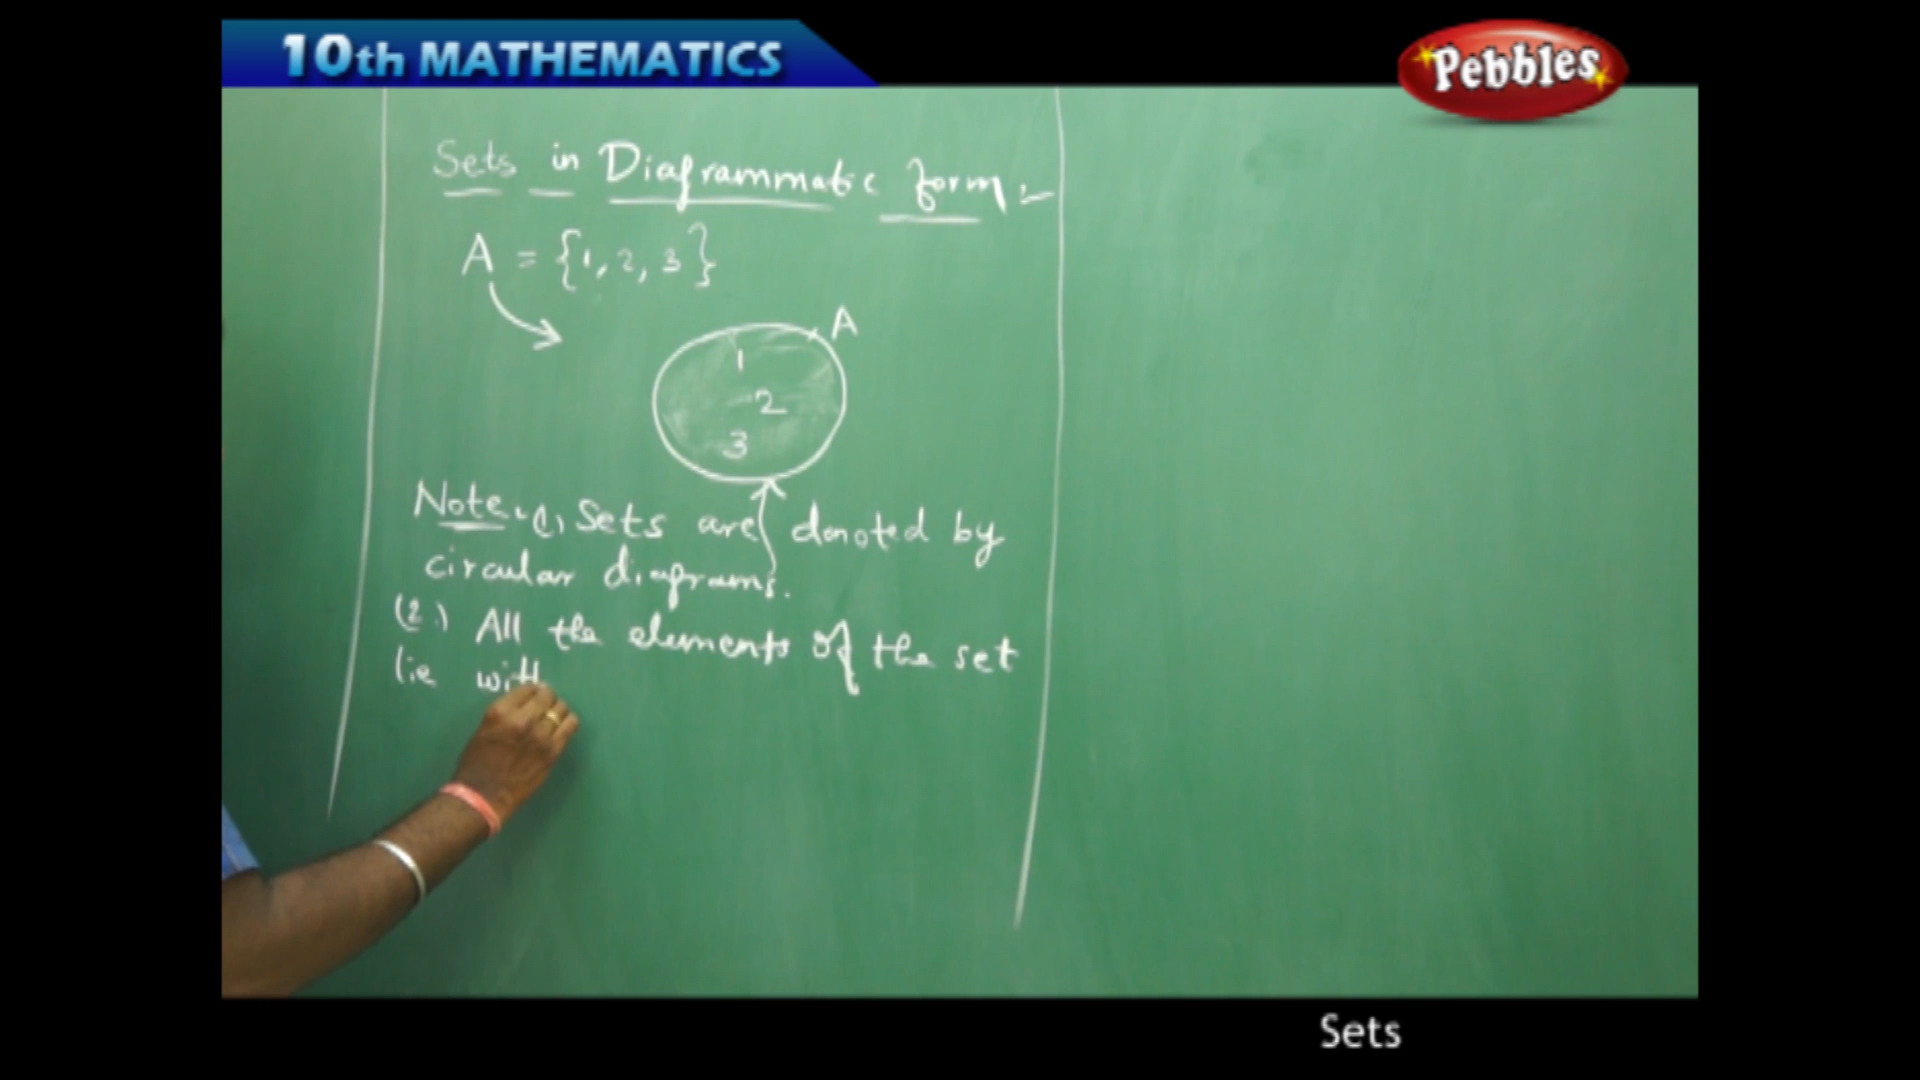 10th MATHEMATICS
Pebbles
Sets in Diagrammatic form :-
A = {1, 2, 3}
A
1
2
3
Note :- (1) Sets are denoted by
circular diagrams.
(2.) All the elements of the set
lie with
Sets